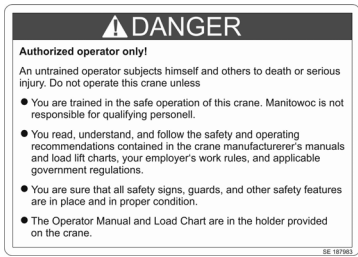 DANGER
Authorized operator only!
An untrained operator subjects himself and others to death or serious
injury. Do not operate this crane unless
● You are trained in the safe operation of this crane. Manitowoc is not
responsible for qualifying personell.
● You read, understand, and follow the safety and operating
recommendations contained in the crane manufacturerer's manuals
and load lift charts, your employer's work rules, and applicable
government regulations.
● You are sure that all safety signs, guards, and other safety features
are in place and in proper condition.
● The Operator Manual and Load Chart are in the holder provided
on the crane.
SE 187983